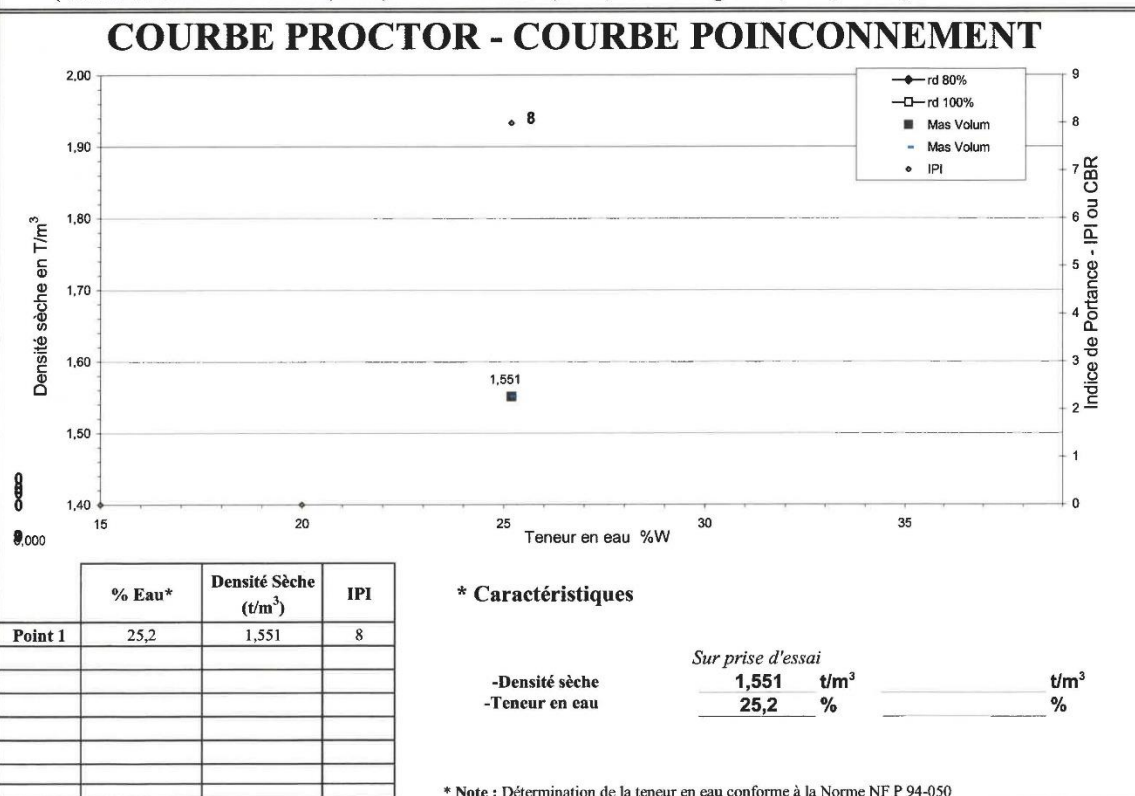 COURBE PROCTOR - COURBE POINCONNEMENT
2,00
1,90
1,80
1,70
1,60
1,50
1,40
Densité sèche en T/m³
9
8
7
6
5
4
3
2
1
0
Indice de Portance - IPI ou CBR
rd 80%
rd 100%
Mas Volum
Mas Volum
IPI
8
1,551
15
20
25
30
35
Teneur en eau %W
% Eau*
Densité Sèche (t/m³)
IPI
Point 1 25,2 1,551 8
* Caractéristiques
Sur prise d'essai
-Densité sèche 1,551 t/m³ t/m³
-Teneur en eau 25,2 % %
* Note : Détermination de la teneur en eau conforme à la Norme NF P 94-050